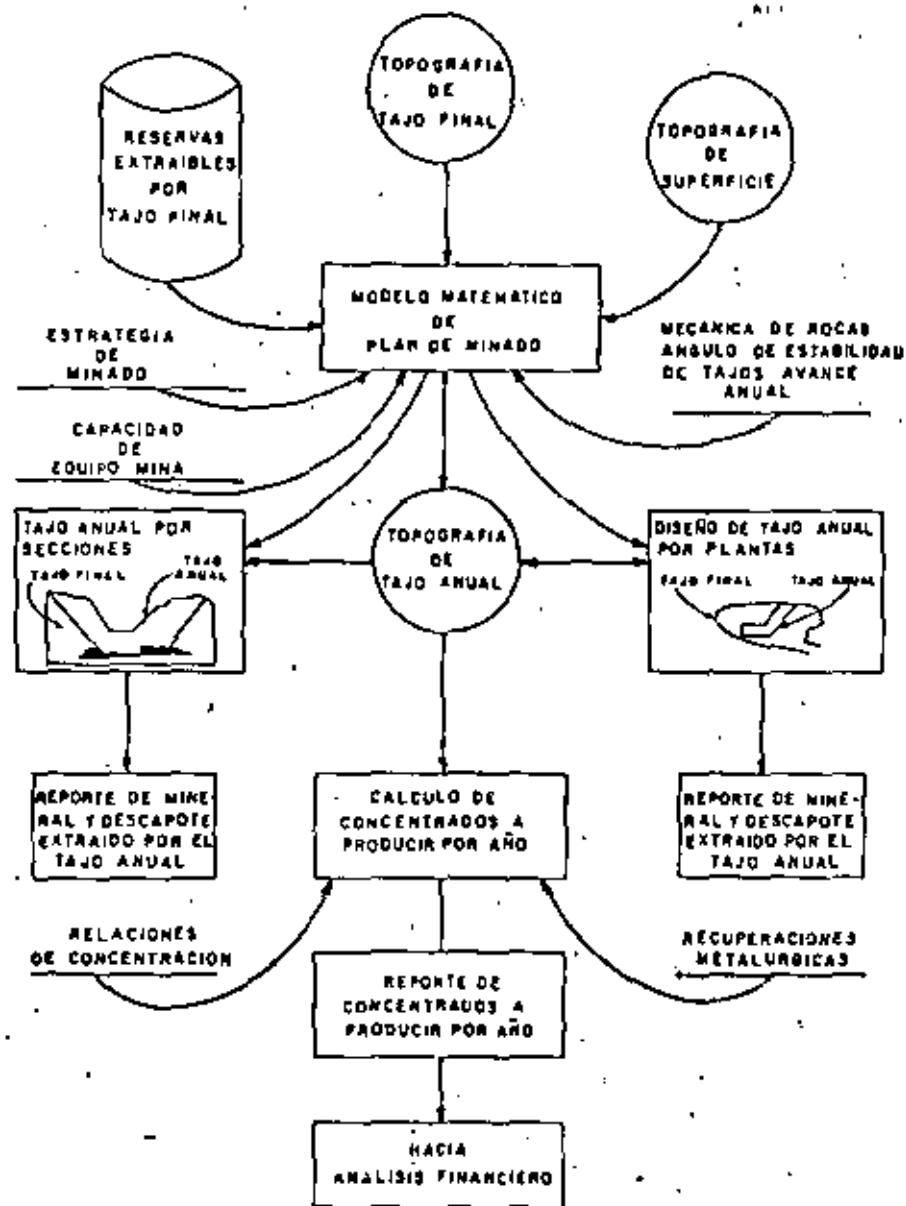 TOPOGRAFIA
DE
TAJO FINAL
RESERVAS
EXTRAIBLES
POR
TAJO FINAL
TOPOGRAFIA
DE
SUPERFICIE
MODELO MATEMATICO
DE
PLAN DE MINADO
ESTRATEGIA
DE
MINADO
MECANICA DE ROCAS
ANGULO DE ESTABILIDAD
DE TAJOS AVANCE
ANUAL
CAPACIDAD
DE
EQUIPO MINA
TAJO ANUAL POR
SECCIONES
TAJO FINAL
TAJO
ANUAL
TOPOGRAFIA
DE
TAJO ANUAL
DISEÑO DE TAJO ANUAL
POR PLANTAS
TAJO FINAL TAJO ANUAL
REPORTE DE MINE-
RAL Y DESCAPOTE
EXTRAIDO POR EL
TAJO ANUAL
CALCULO DE
CONCENTRADOS A
PRODUCIR POR AÑO
REPORTE DE MINE-
RAL Y DESCAPOTE
EXTRAIDO POR EL
TAJO ANUAL
RELACIONES
DE CONCENTRACION
RECUPERACIONES
METALURGICAS
REPORTE DE
CONCENTRADOS A
PRODUCIR POR AÑO
HACIA
ANALISIS FINANCIERO